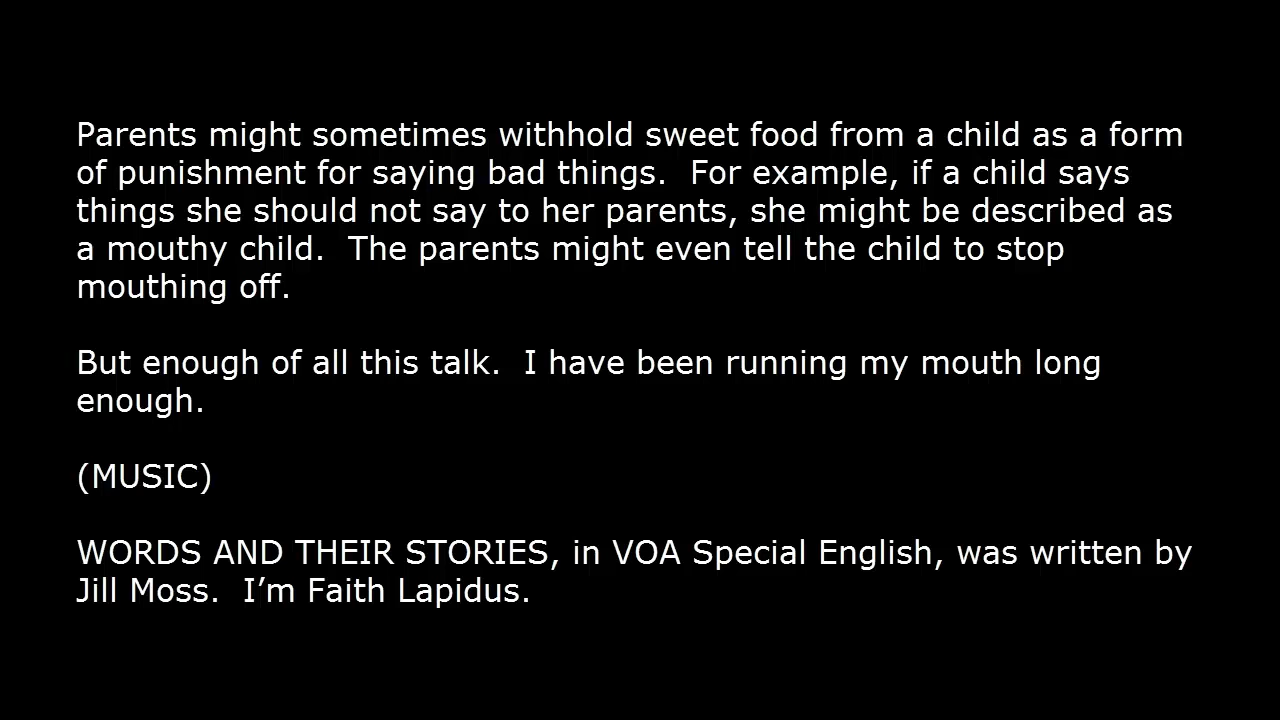 Parents might sometimes withhold sweet food from a child as a form
of punishment for saying bad things.  For example, if a child says
things she should not say to her parents, she might be described as
a mouthy child.  The parents might even tell the child to stop
mouthing off.
But enough of all this talk.  I have been running my mouth long
enough.
(MUSIC)
WORDS AND THEIR STORIES, in VOA Special English, was written by
Jill Moss.  I’m Faith Lapidus.